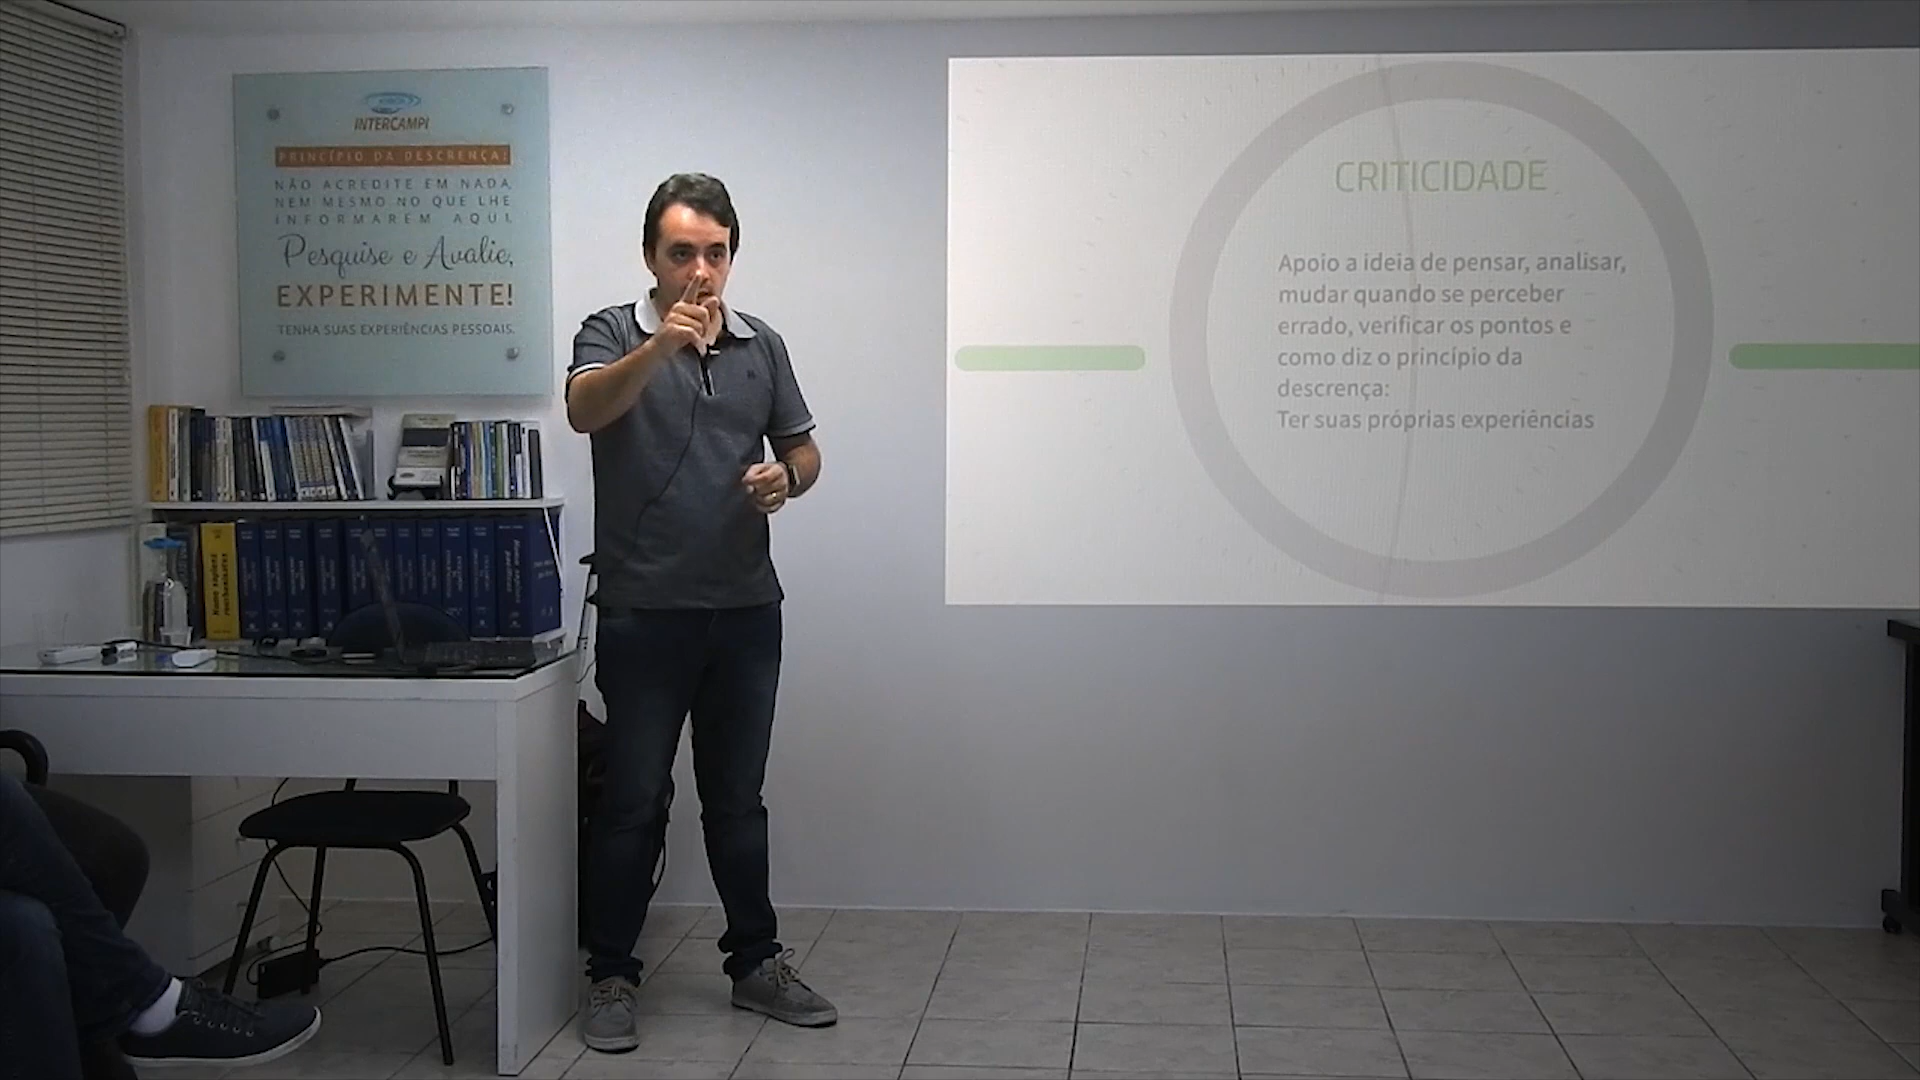 INTERCAMPI
PRINCÍPIO DA DESCRENÇA:
NÃO ACREDITE EM NADA,
NEM MESMO NO QUE LHE
INFORMAREM AQUI.
Pesquise e Avalie,
EXPERIMENTE!
TENHA SUAS EXPERIÊNCIAS PESSOAIS.
CRITICIDADE
Apoio a ideia de pensar, analisar,
mudar quando se perceber
errado, verificar os pontos e
como diz o princípio da
descrença:
Ter suas próprias experiências
Homo sapiens